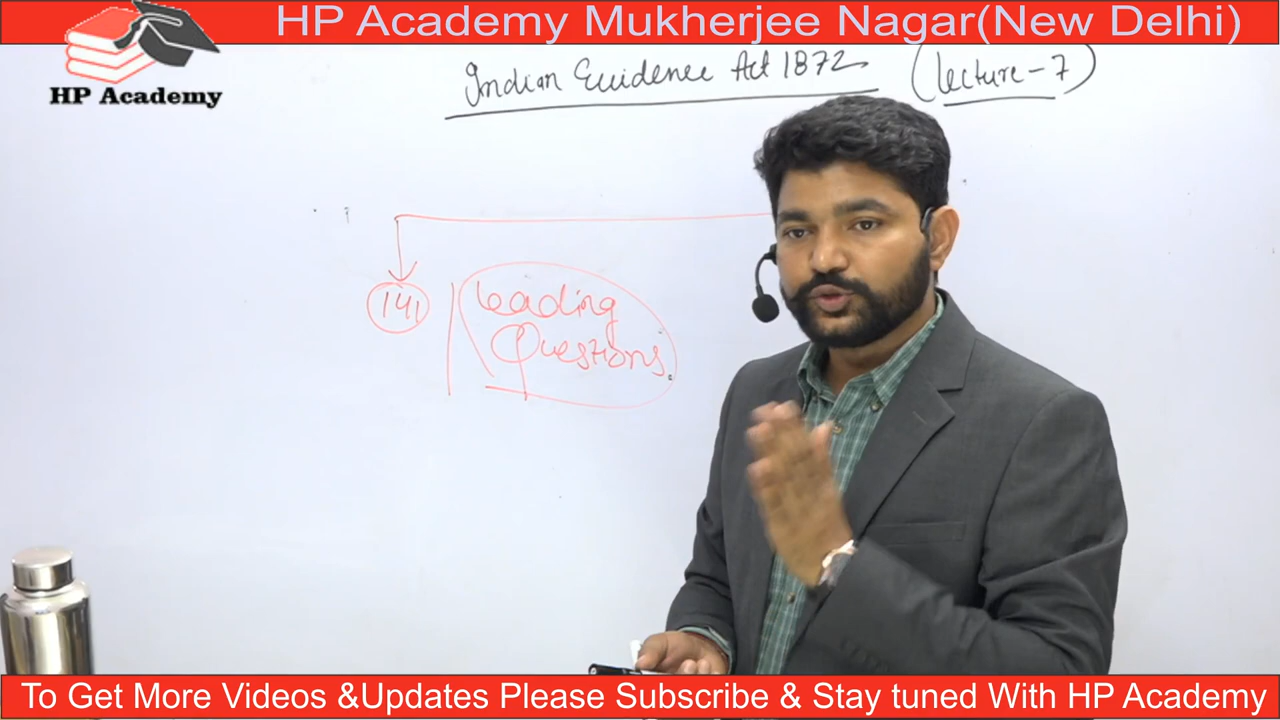 HP Academy Mukherjee Nagar(New Delhi)
HP Academy
Indian Evidence Act 1872 (Lecture-7)
141
Leading
Questions.
To Get More Videos &Updates Please Subscribe & Stay tuned With HP Academy